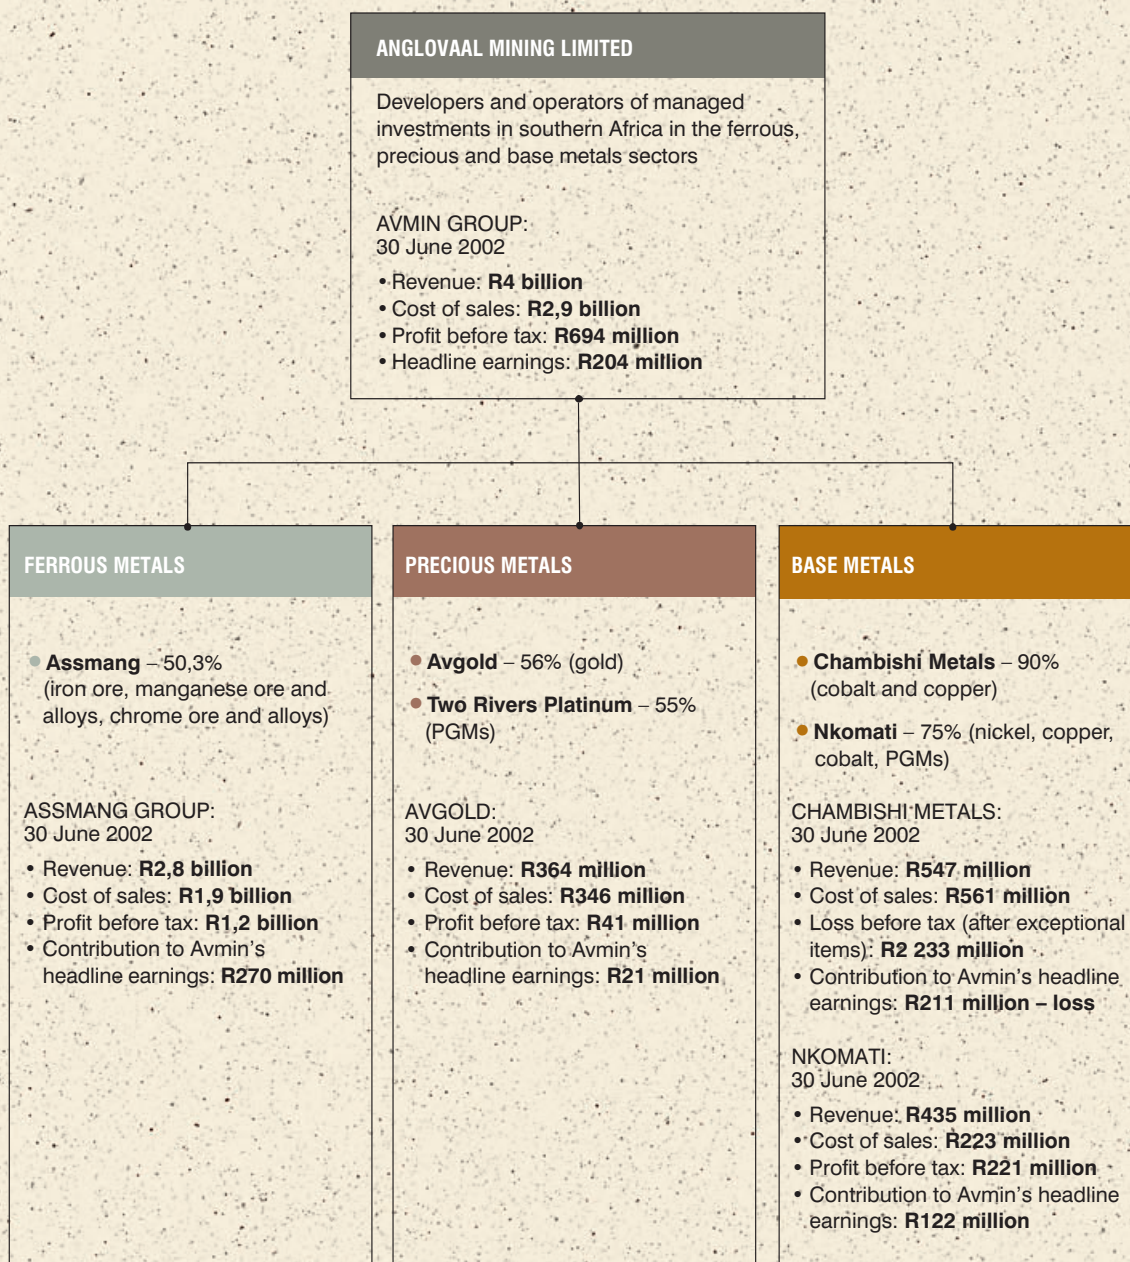 ANGLOVAAL MINING LIMITED
Developers and operators of managed
investments in southern Africa in the ferrous,
precious and base metals sectors
AVMIN GROUP:
30 June 2002
• Revenue: R4 billion
• Cost of sales: R2,9 billion
• Profit before tax: R694 million
• Headline earnings: R204 million
FERROUS METALS
• Assmang – 50,3%
(iron ore, manganese ore and
alloys, chrome ore and alloys)
ASSMANG GROUP:
30 June 2002
• Revenue: R2,8 billion
• Cost of sales: R1,9 billion
• Profit before tax: R1,2 billion
• Contribution to Avmin's
headline earnings: R270 million
PRECIOUS METALS
• Avgold – 56% (gold)
• Two Rivers Platinum – 55%
(PGMs)
AVGOLD:
30 June 2002
• Revenue: R364 million
• Cost of sales: R346 million
• Profit before tax: R41 million
• Contribution to Avmin's
headline earnings: R21 million
BASE METALS
• Chambishi Metals – 90%
(cobalt and copper)
• Nkomati – 75% (nickel, copper,
cobalt, PGMs)
CHAMBISHI METALS:
30 June 2002
• Revenue: R547 million
• Cost of sales: R561 million
• Loss before tax (after exceptional
items): R2 233 million
• Contribution to Avmin's headline
earnings: R211 million – loss
NKOMATI:
30 June 2002
• Revenue: R435 million
• Cost of sales: R223 million
• Profit before tax: R221 million
• Contribution to Avmin's headline
earnings: R122 million